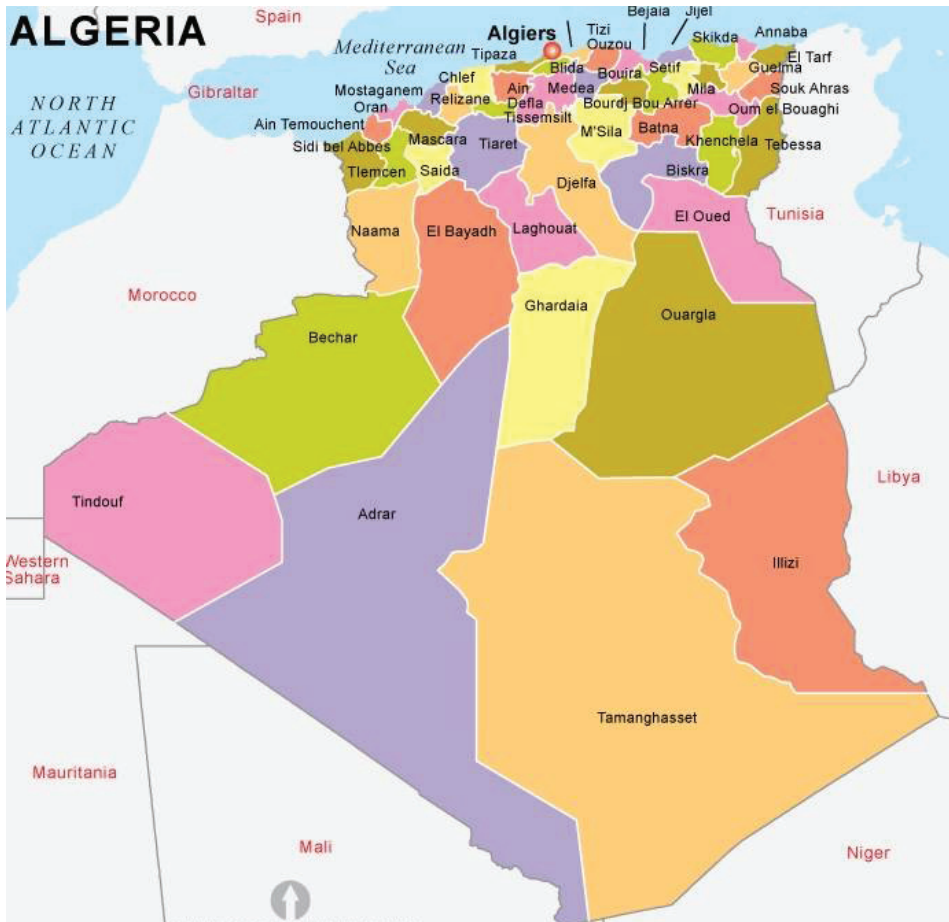 ALGERIA
Spain
Bejaia
Jijel
Tizi
Ouzou
Skikda
Annaba
Algiers
Mediterranean
Sea
Tipaza
El Tarf
Blida
Bouira
Setif
Guelma
Chlef
Gibraltar
Mostaganem
Relizane
Ain
Defla
Medea
Mila
Souk Ahras
NORTH
ATLANTIC
OCEAN
Oran
Tissemsilt
Bourdj Bou Arrer
Oum el Bouaghi
Ain Temouchent
M'Sila
Batna
Sidi bel Abbes
Mascara
Tiaret
Khenchela
Tebessa
Tlemcen
Saida
Djelfa
Biskra
El Oued
Tunisia
Naama
El Bayadh
Laghouat
Morocco
Ghardaia
Ouargla
Bechar
Libya
Tindouf
Adrar
Western
Sahara
Illizi
Tamanghasset
Mauritania
Mali
Niger